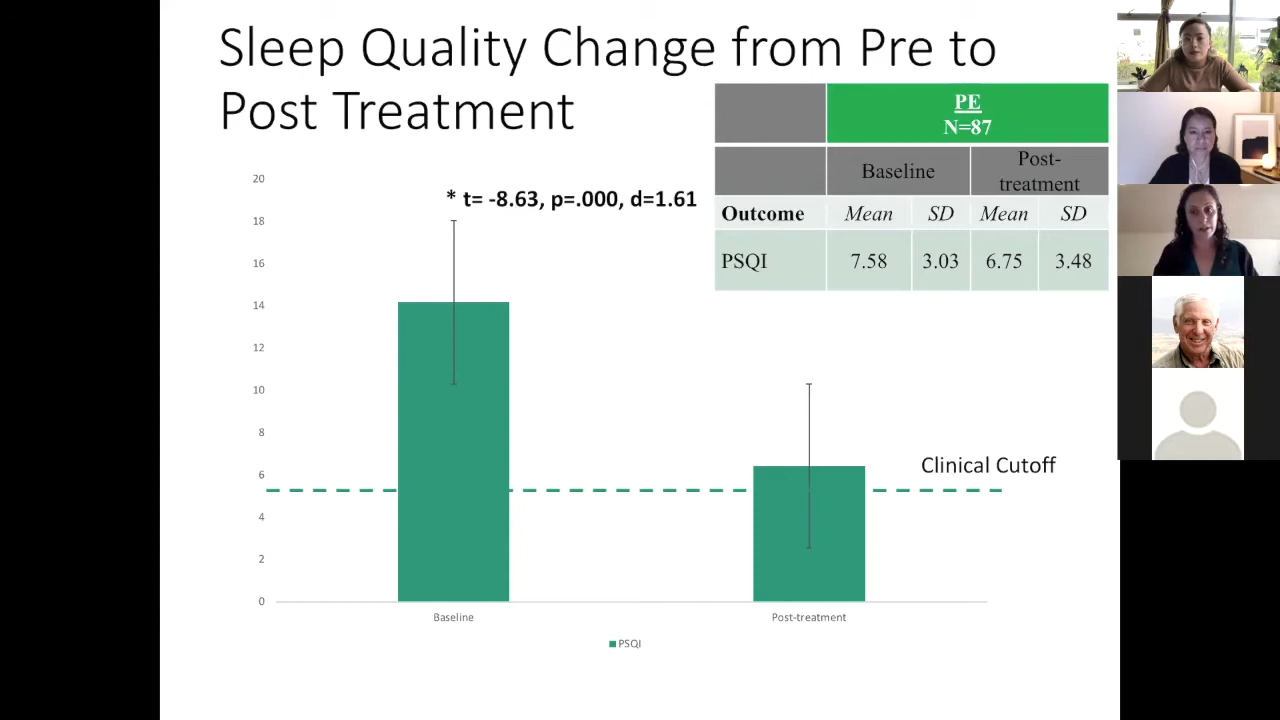 Sleep Quality Change from Pre to
Post Treatment
PE
N=87
Baseline Post-
treatment
Outcome Mean SD Mean SD
PSQI 7.58 3.03 6.75 3.48
* t= -8.63, p=.000, d=1.61
20
18
16
14
12
10
8
6
4
2
0
Clinical Cutoff
Baseline Post-treatment
PSQI